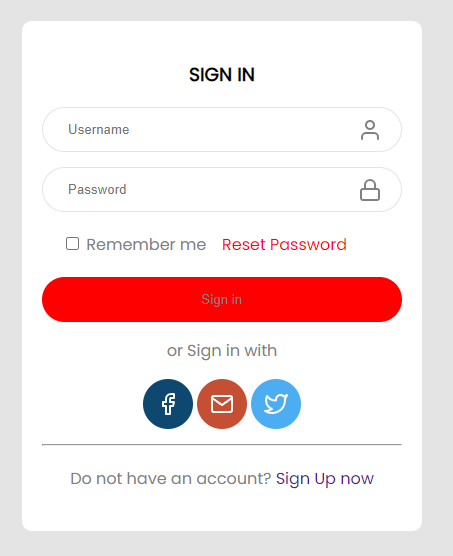 SIGN IN
Username
Password
Remember me Reset Password
Sign in
or Sign in with
Do not have an account? Sign Up now